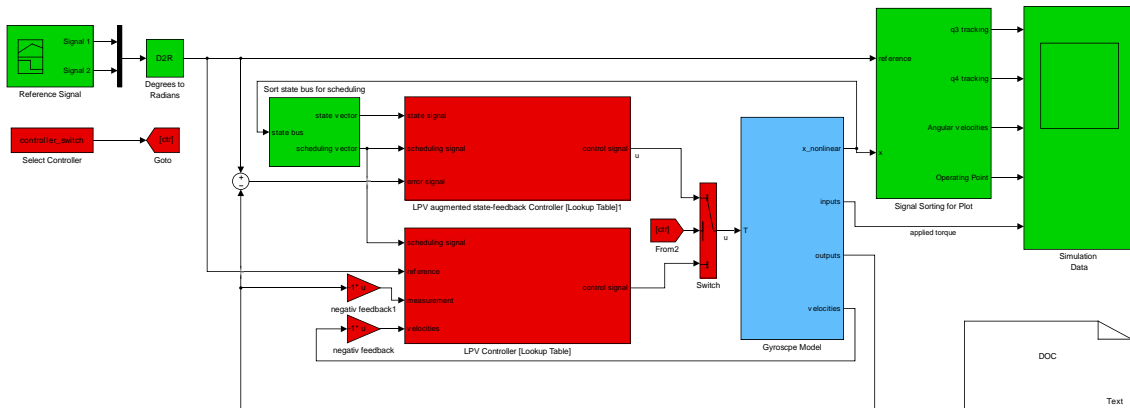 Signal 1
Signal 2
Reference Signal
D2R
Degrees to
Radians
controller_switch
Select Controller
[ctr]
Goto
Sort state bus for scheduling
state bus
state vector
scheduling vector
+
−
state signal
scheduling signal
error signal
control signal
u
LPV augmented state-feedback Controller [Lookup Table]1
scheduling signal
reference
measurement
velocities
control signal
LPV Controller [Lookup Table]
-1* u
negativ feedback1
-1* u
negativ feedback
[ctr]
From2
Switch
u
T
x_nonlinear
inputs
outputs
velocities
Gyroscpe Model
reference
x
q3 tracking
q4 tracking
Angular velocities
Operating Point
Signal Sorting for Plot
applied torque
Simulation
Data
DOC
Text